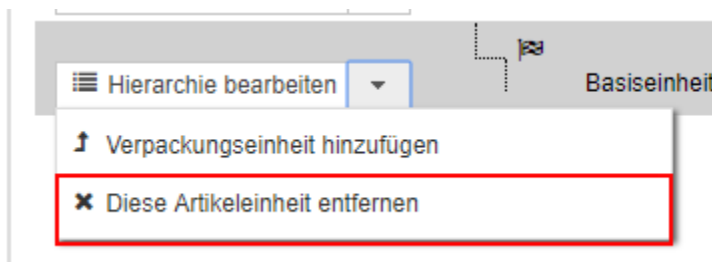 Hierarchie bearbeiten
Basiseinheit
Verpackungseinheit hinzufügen
Diese Artikeleinheit entfernen